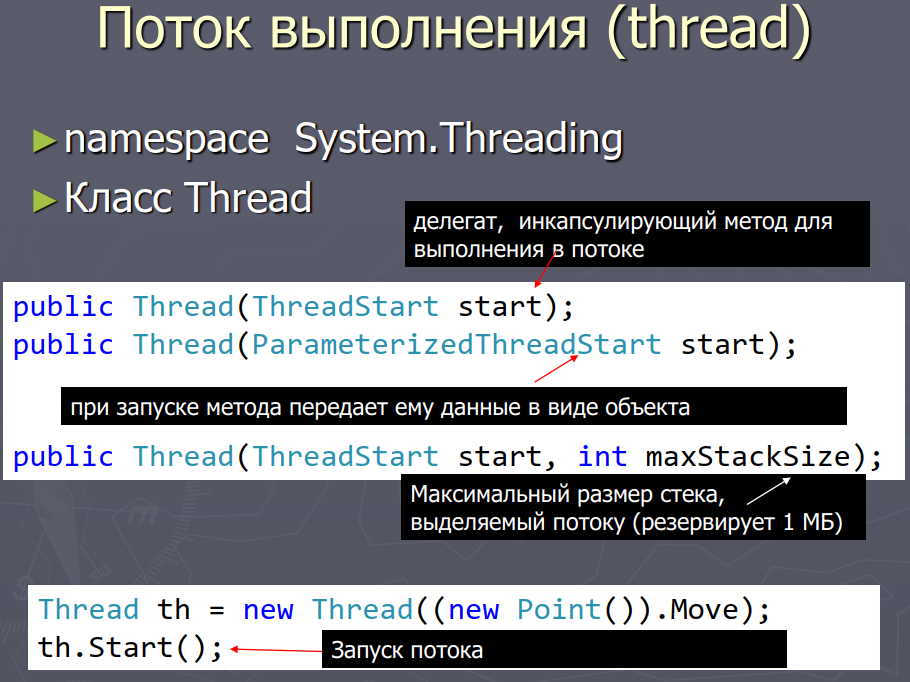 Поток выполнения (thread)
namespace System.Threading
Класс Thread
делегат, инкапсулирующий метод для
выполнения в потоке
public Thread(ThreadStart start);
public Thread(ParameterizedThreadStart start);
при запуске метода передает ему данные в виде объекта
public Thread(ThreadStart start, int maxStackSize);
Максимальный размер стека,
выделяемый потоку (резервирует 1 МБ)
Thread th = new Thread((new Point()).Move);
th.Start();
Запуск потока